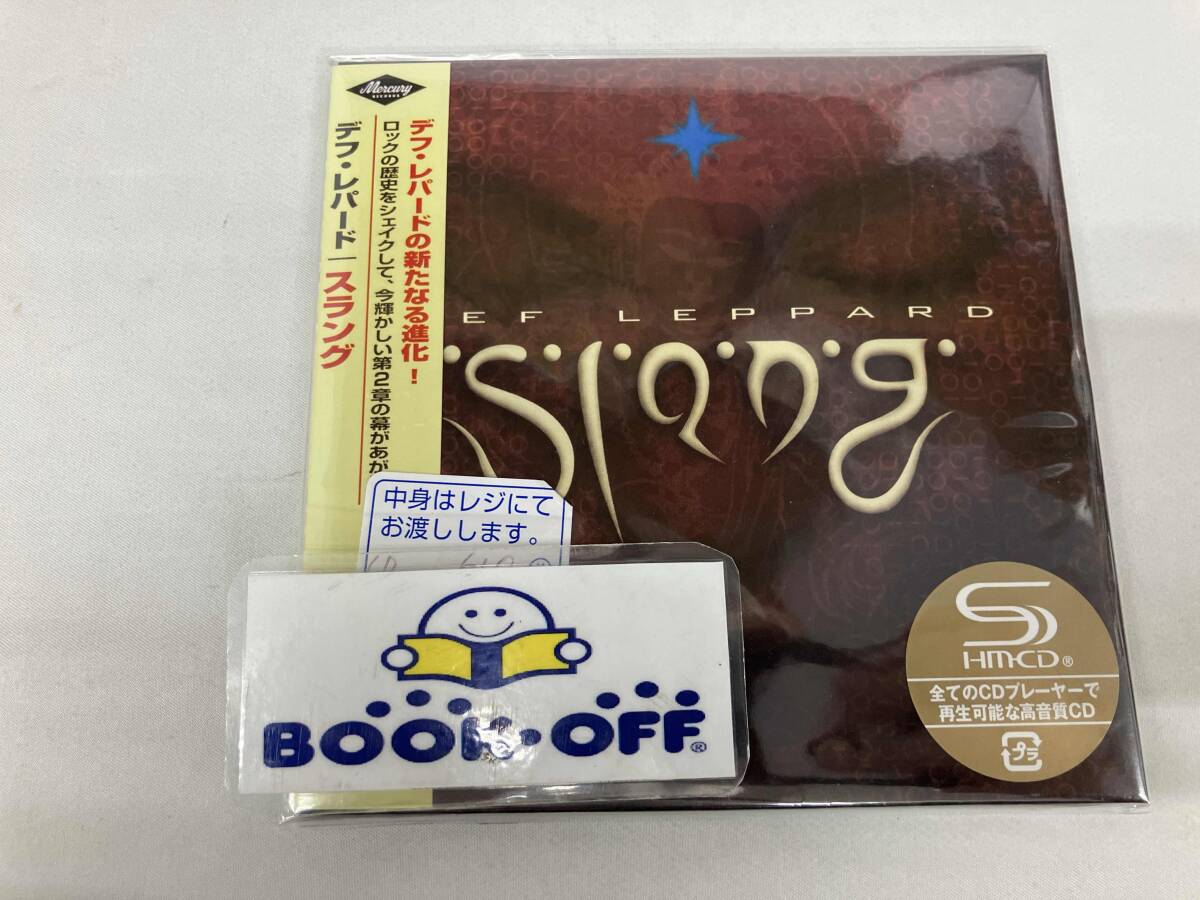 Mercury
RECORDS
デフ・レパードの新たなる進化！
ロックの歴史をシェイクして、今輝かしい第2章の幕があが
デフ・レパード｜スラング
EF LEPPARD
Slang
中身はレジにて
お渡しします。
CD
BOOK・OFF®
SHM-CD®
全てのCDプレーヤーで
再生可能な高音質CD
プラ